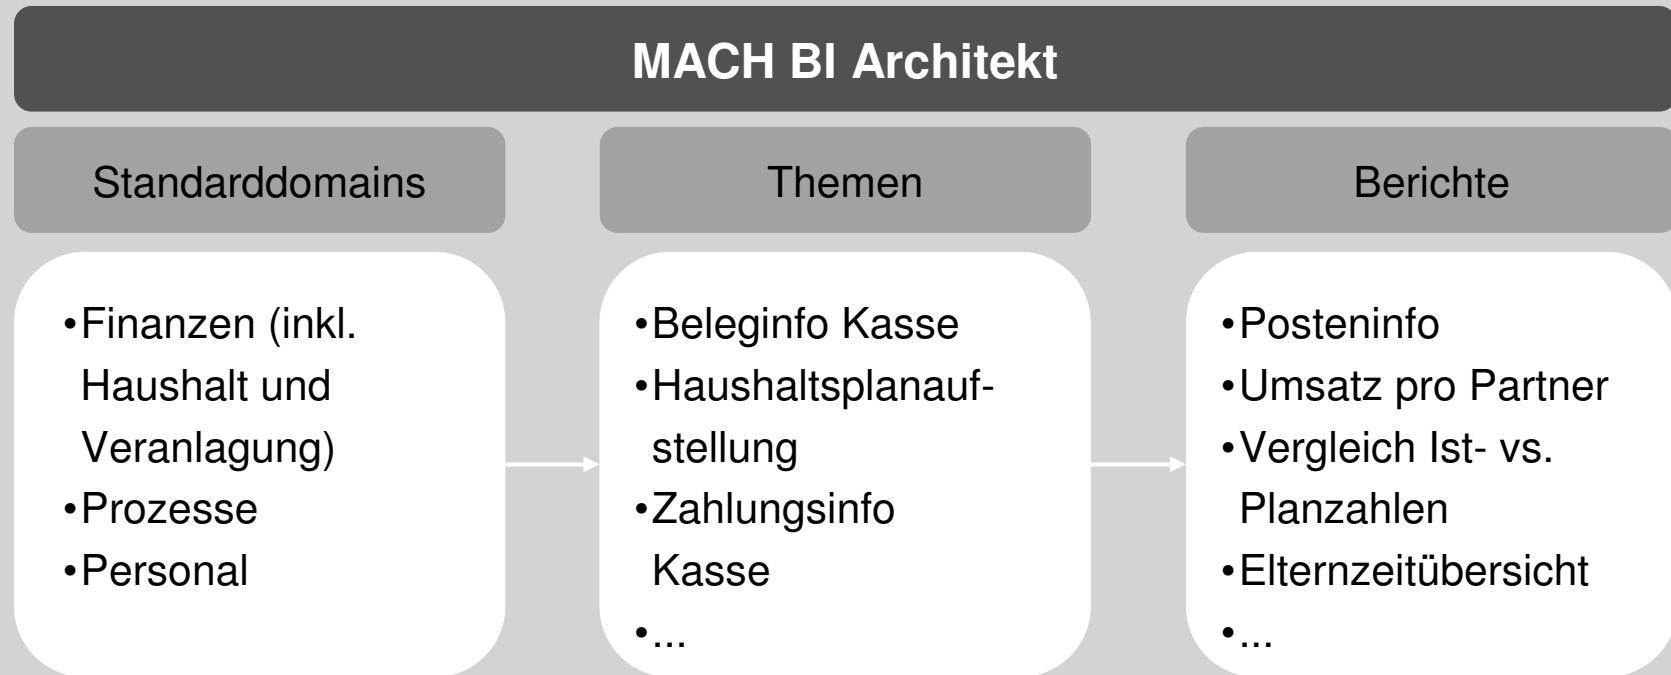 MACH BI Architekt
Standarddomains
•Finanzen (inkl.
Haushalt und
Veranlagung)
•Prozesse
•Personal
Themen
•Beleginfo Kasse
•Haushaltsplanauf-
stellung
•Zahlungsinfo
Kasse
•...
Berichte
•Posteninfo
•Umsatz pro Partner
•Vergleich Ist- vs.
Planzahlen
•Elternzeitübersicht
•...